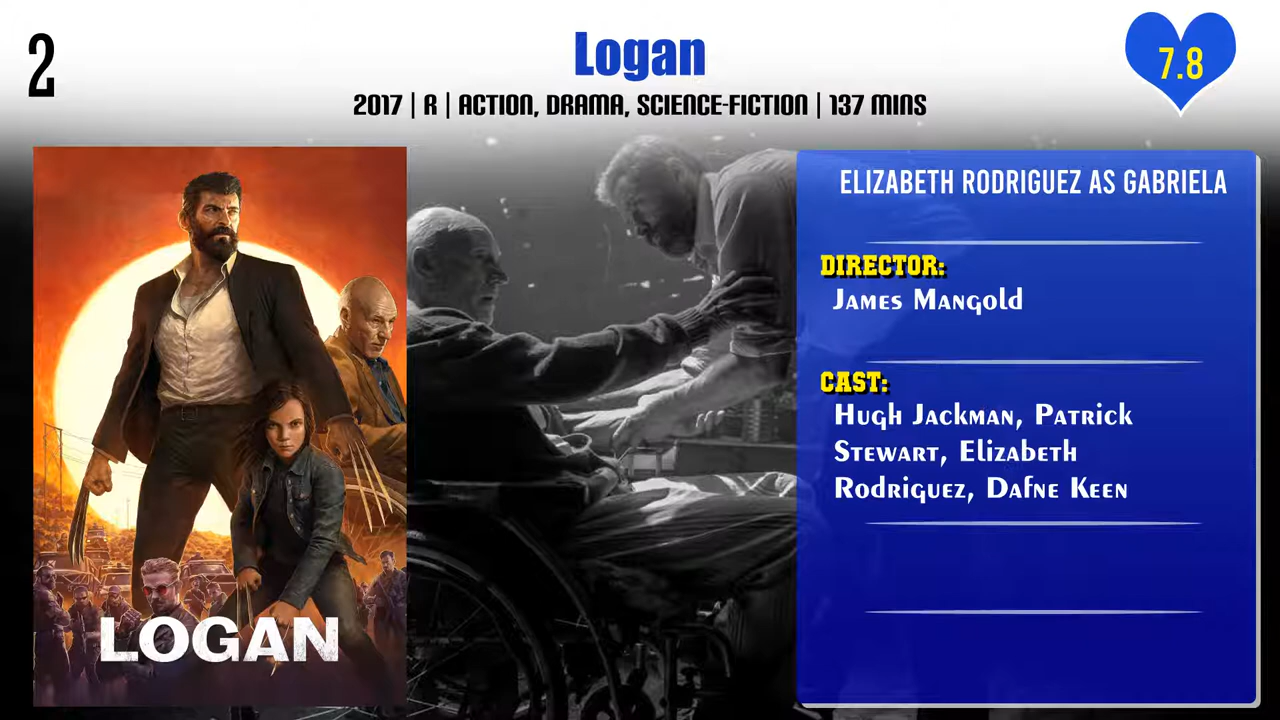 2
Logan
7.8
2017 | R | ACTION, DRAMA, SCIENCE-FICTION | 137 MINS
ELIZABETH RODRIGUEZ AS GABRIELA
DIRECTOR:
James Mangold
CAST:
Hugh Jackman, Patrick
Stewart, Elizabeth
Rodriguez, Dafne Keen
LOGAN